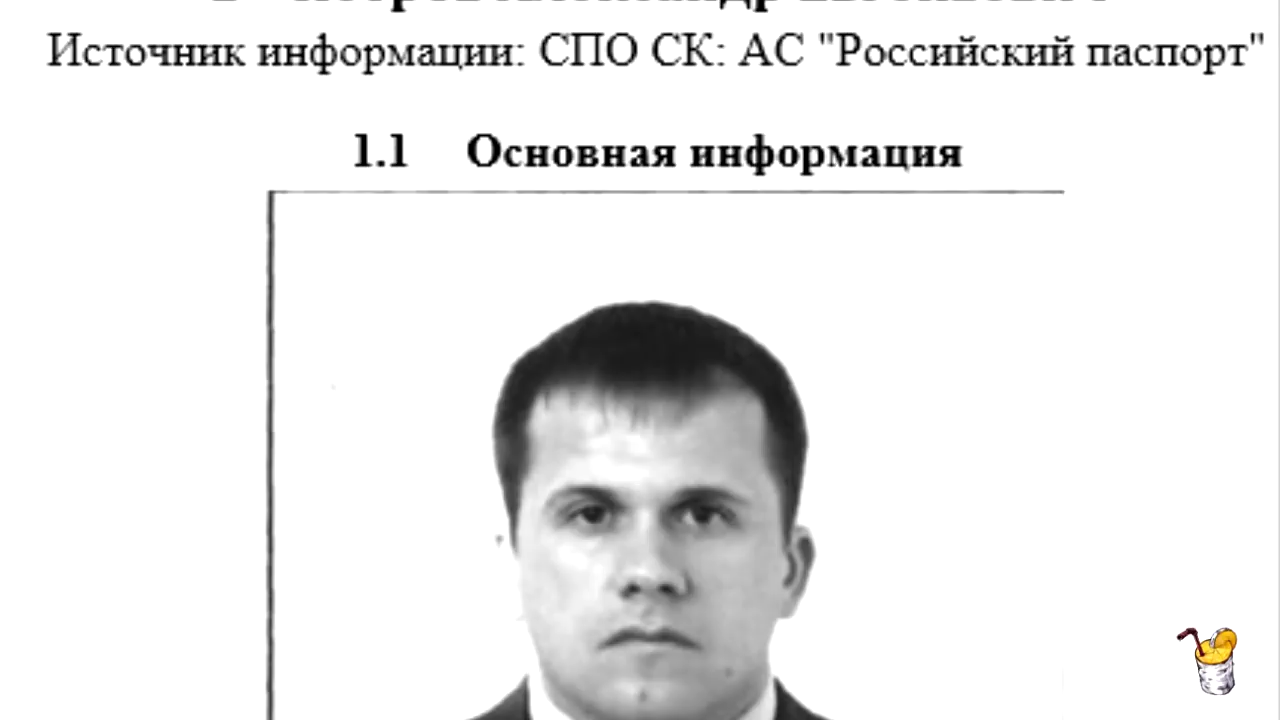 Источник информации: СПО СК: АС "Российский паспорт"
1.1 Основная информация